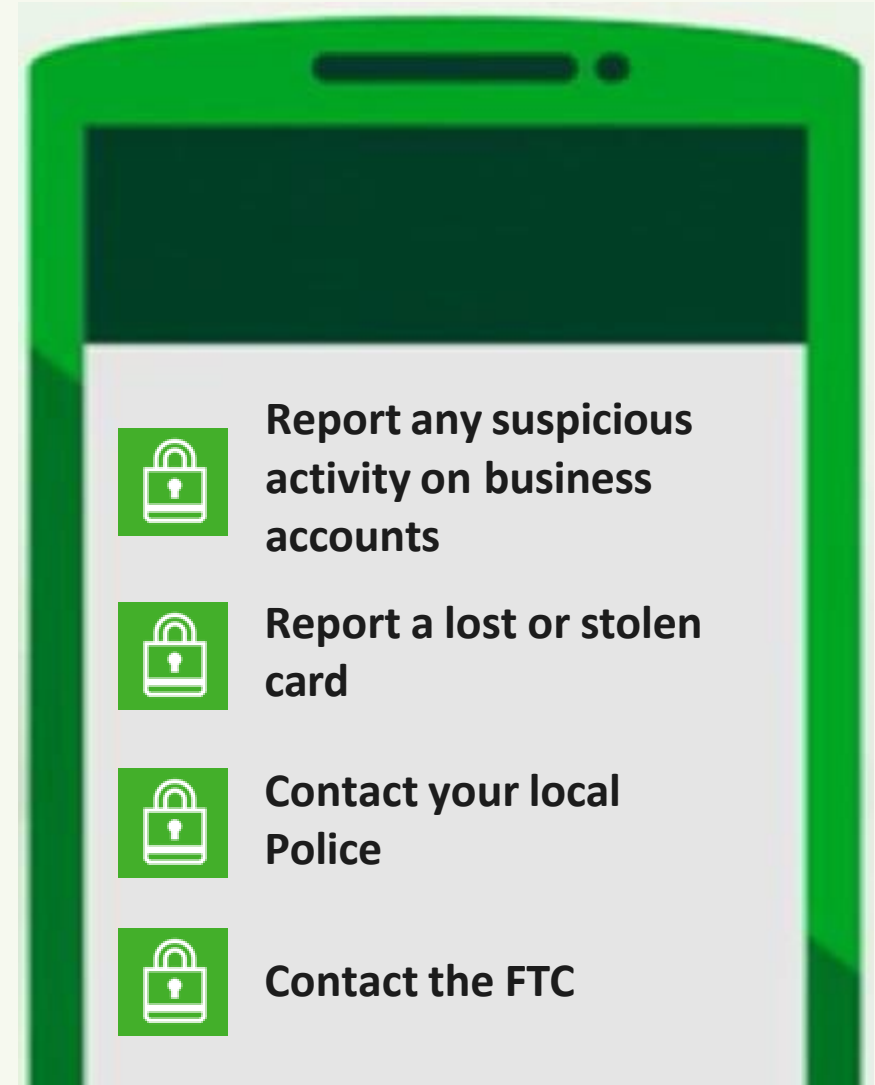 Report any suspicious
activity on business
accounts
Report a lost or stolen
card
Contact your local
Police
Contact the FTC